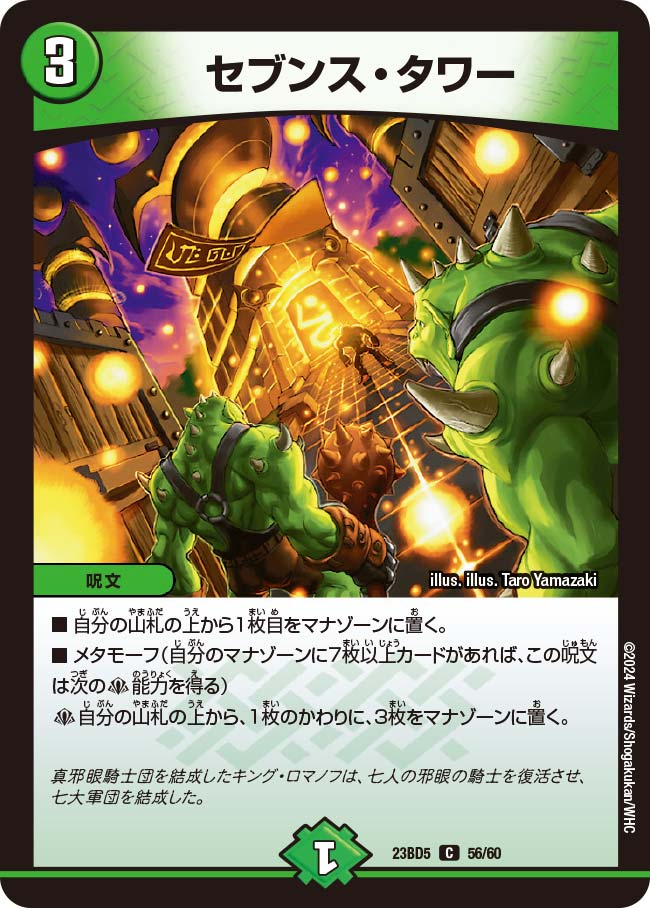 3
セブンス・タワー
呪文
illus. illus. Taro Yamazaki
■ 自分の山札の上から1枚目をマナゾーンに置く。
■ メタモーフ(自分のマナゾーンに7枚以上カードがあれば、この呪文
は次の 能力を得る)
自分の山札の上から、1枚のかわりに、3枚をマナゾーンに置く。
真邪眼騎士団を結成したキング・ロマノフは、七人の邪眼の騎士を復活させ、
七大軍団を結成した。
1
23BD5 C 56/60
©2024 Wizards/Shogakukan/WHC